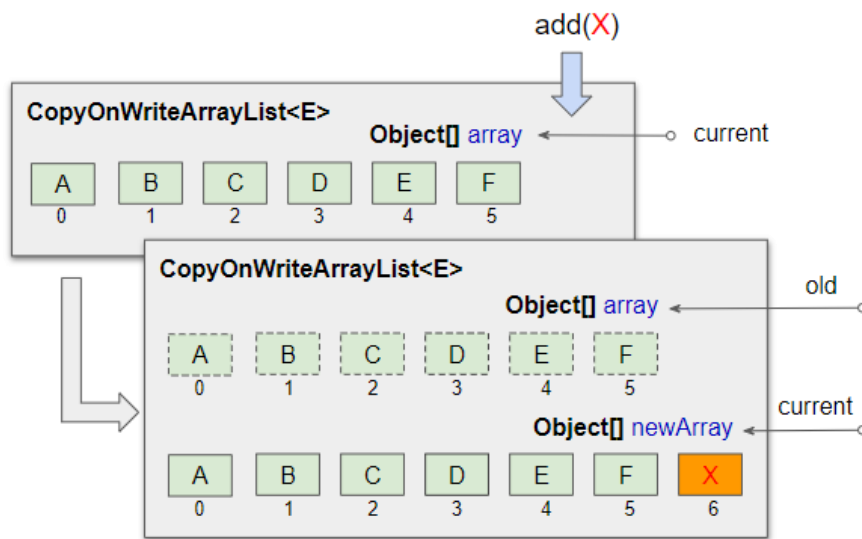 add(X)
CopyOnWriteArrayList<E>
Object[] array
current
A B C D E F
0 1 2 3 4 5
CopyOnWriteArrayList<E>
old
Object[] array
A B C D E F
0 1 2 3 4 5
current
Object[] newArray
A B C D E F X
0 1 2 3 4 5 6